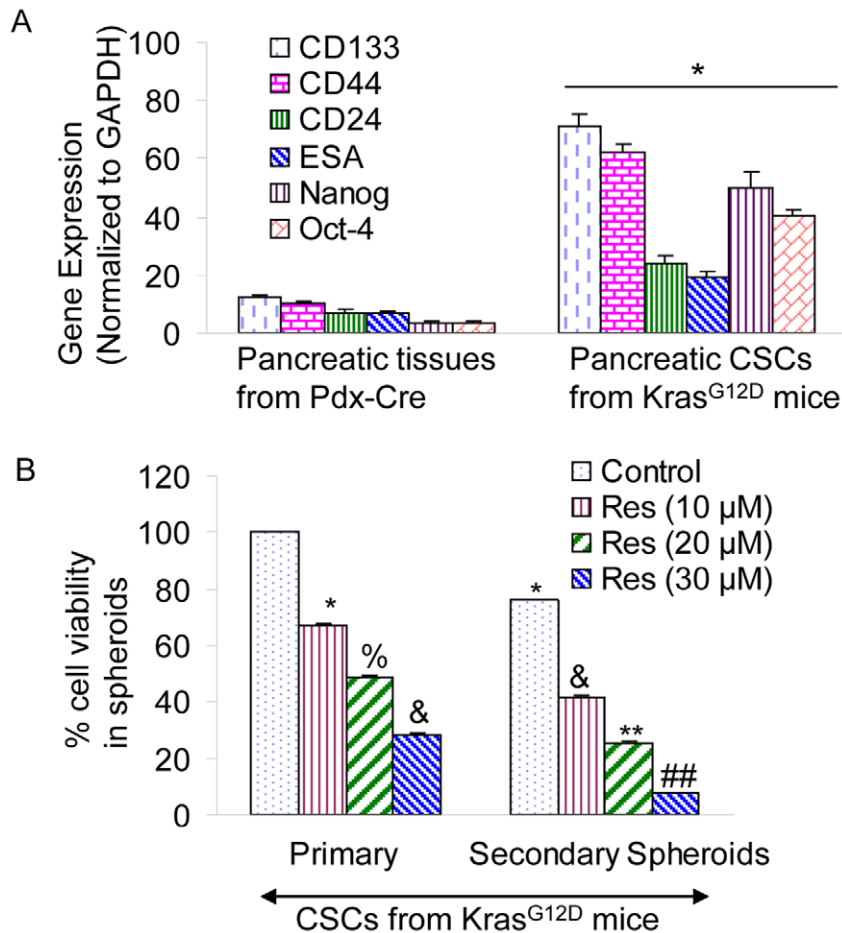 A
Gene Expression
(Normalized to GAPDH)
100
80
60
40
20
0
CD133
CD44
CD24
ESA
Nanog
Oct-4
*
Pancreatic tissues
from Pdx-Cre
Pancreatic CSCs
from KrasG12D mice
B
% cell viability
in spheroids
120
100
80
60
40
20
0
Control
Res (10 µM)
Res (20 µM)
Res (30 µM)
*
%
&
*
&
**
##
Primary
Secondary Spheroids
CSCs from KrasG12D mice